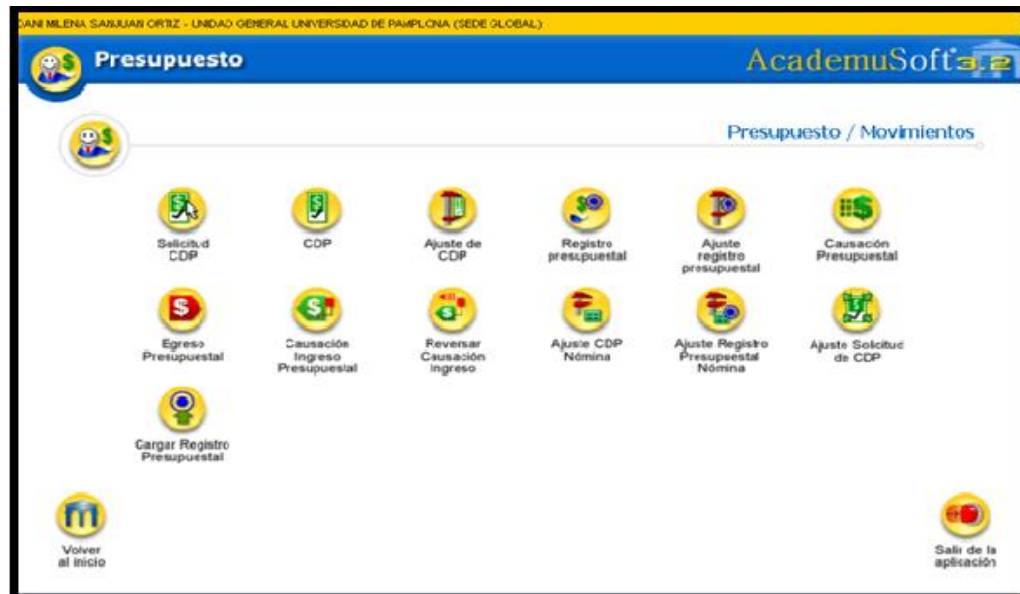 DANI MILENA SANJUAN ORTIZ - UNIDAD GENERAL UNIVERSIDAD DE PAMPLONA (SEDE GLOBAL)
Presupuesto
AcademuSoft 3.2
Presupuesto / Movimientos
Solicitud
CDP
CDP
Ajuste de
CDP
Registro
presupuestal
Ajuste
registro
presupuestal
Causación
Presupuestal
Egreso
Presupuestal
Causación
Ingreso
Presupuestal
Reversar
Causación
Ingreso
Ajuste CDP
Nómina
Ajuste Registro
Presupuestal
Nómina
Ajuste Solicitud
de CDP
Cargar Registro
Presupuestal
Volver
al inicio
Salir de la
aplicación